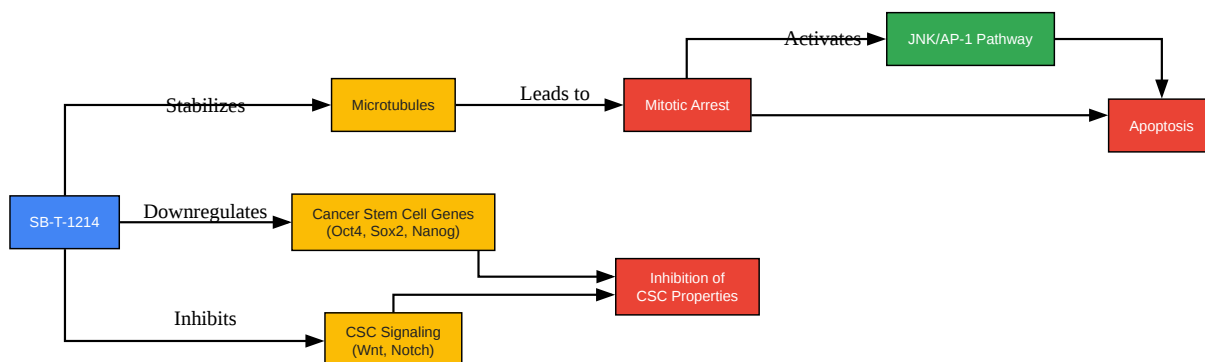 Activates
JNK/AP-1 Pathway
Stabilizes
Microtubules
Leads to
Mitotic Arrest
Apoptosis
SB-T-1214
Downregulates
Cancer Stem Cell Genes
(Oct4, Sox2, Nanog)
Inhibition of
CSC Properties
Inhibits
CSC Signaling
(Wnt, Notch)